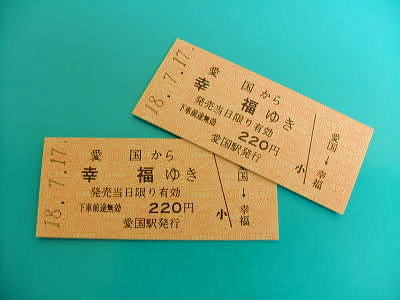 18.7.17.
愛国から
幸福ゆき
発売当日限り有効
下車前途無効 220円
愛国駅発行
小
愛国→幸福
18.7.17.
愛国から
幸福ゆき
発売当日限り有効
下車前途無効 220円
愛国駅発行
小
国→幸福